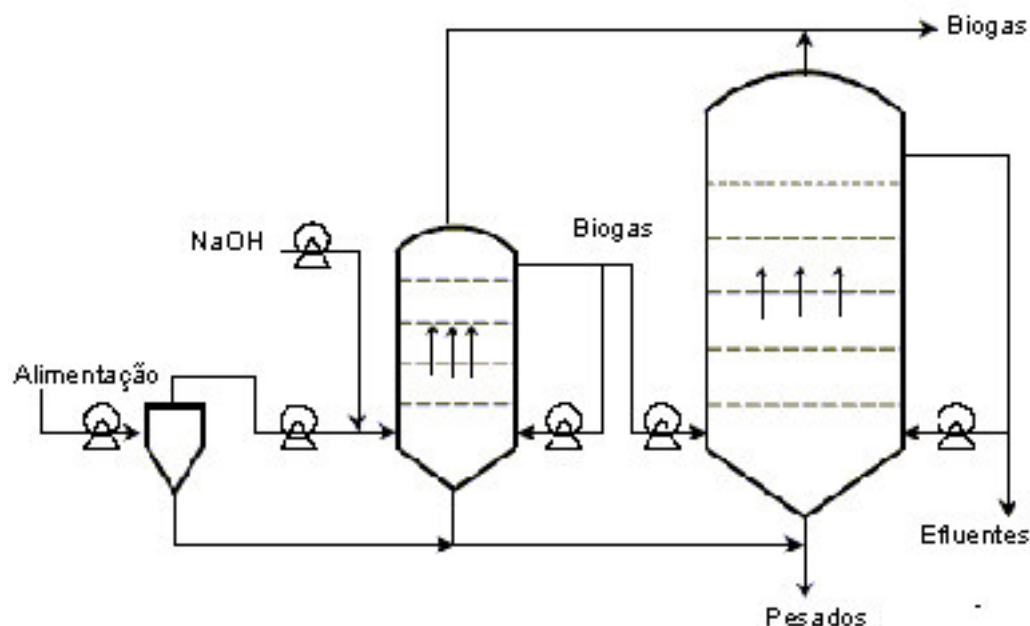 Biogas
NaOH
Biogas
Alimentação
Efluentes
Pesados